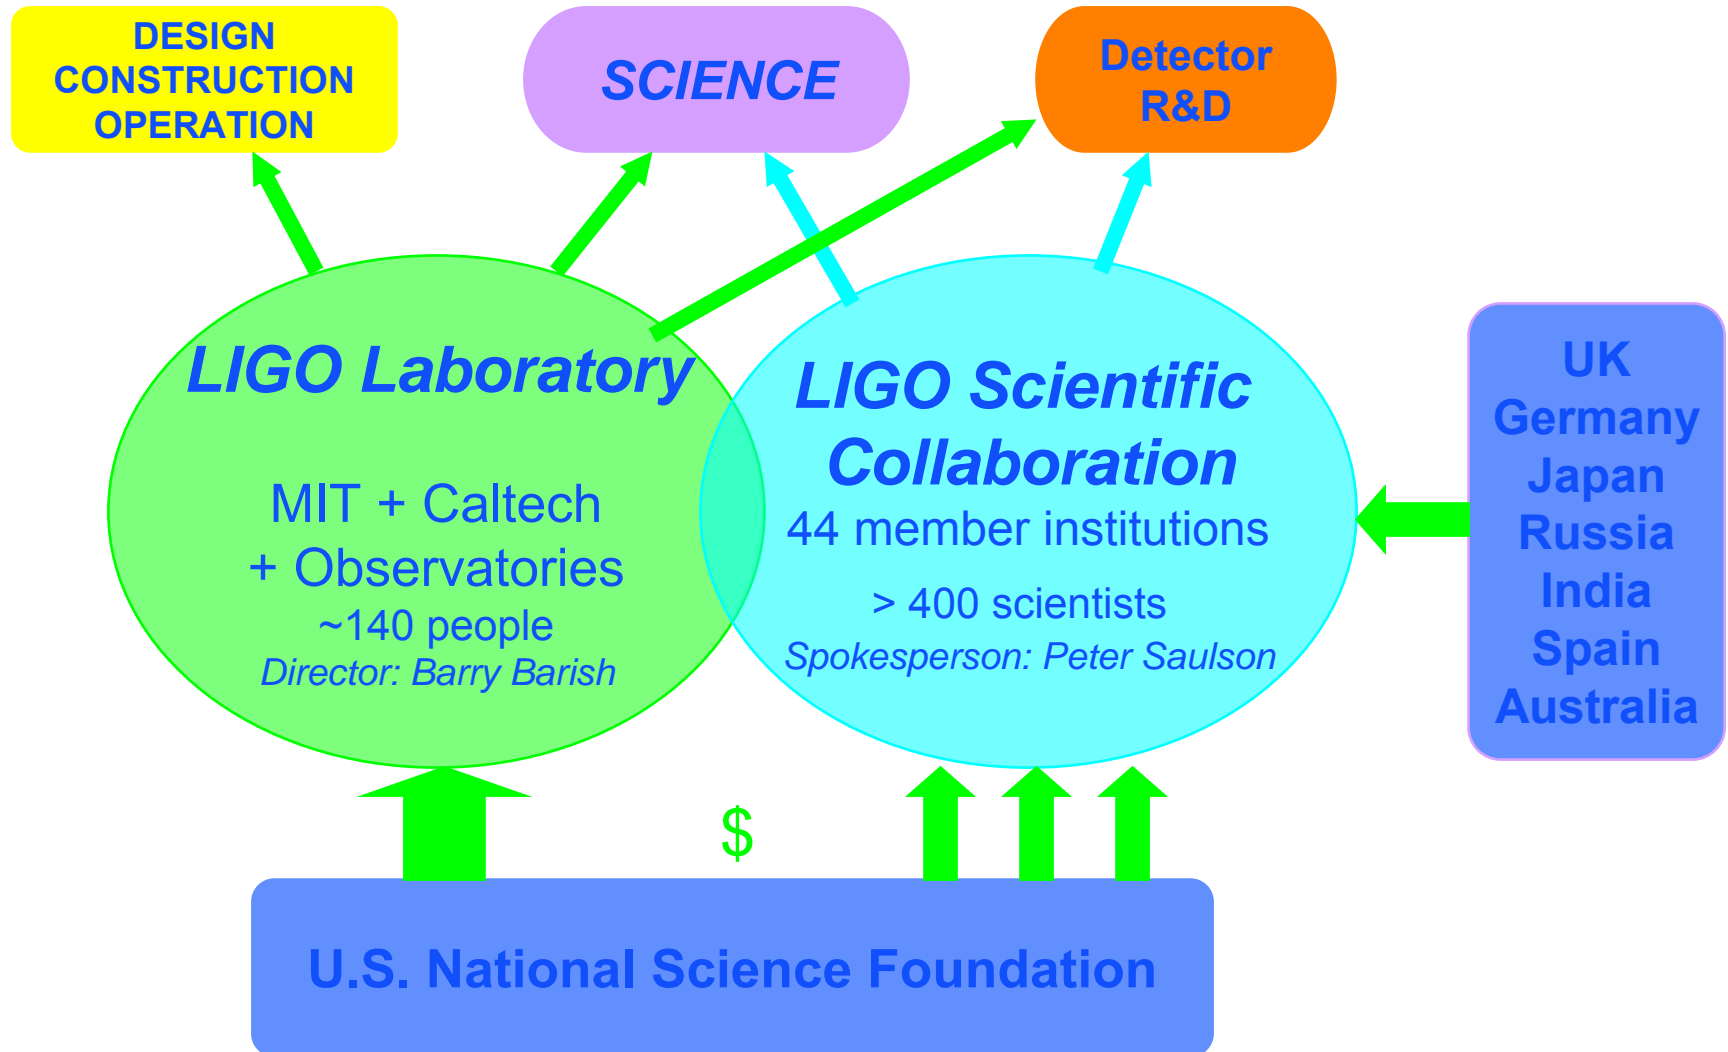 DESIGN
CONSTRUCTION
OPERATION
SCIENCE
Detector
R&D
LIGO Laboratory
MIT + Caltech
+ Observatories
~140 people
Director: Barry Barish
LIGO Scientific
Collaboration
44 member institutions
> 400 scientists
Spokesperson: Peter Saulson
UK
Germany
Japan
Russia
India
Spain
Australia
$
U.S. National Science Foundation